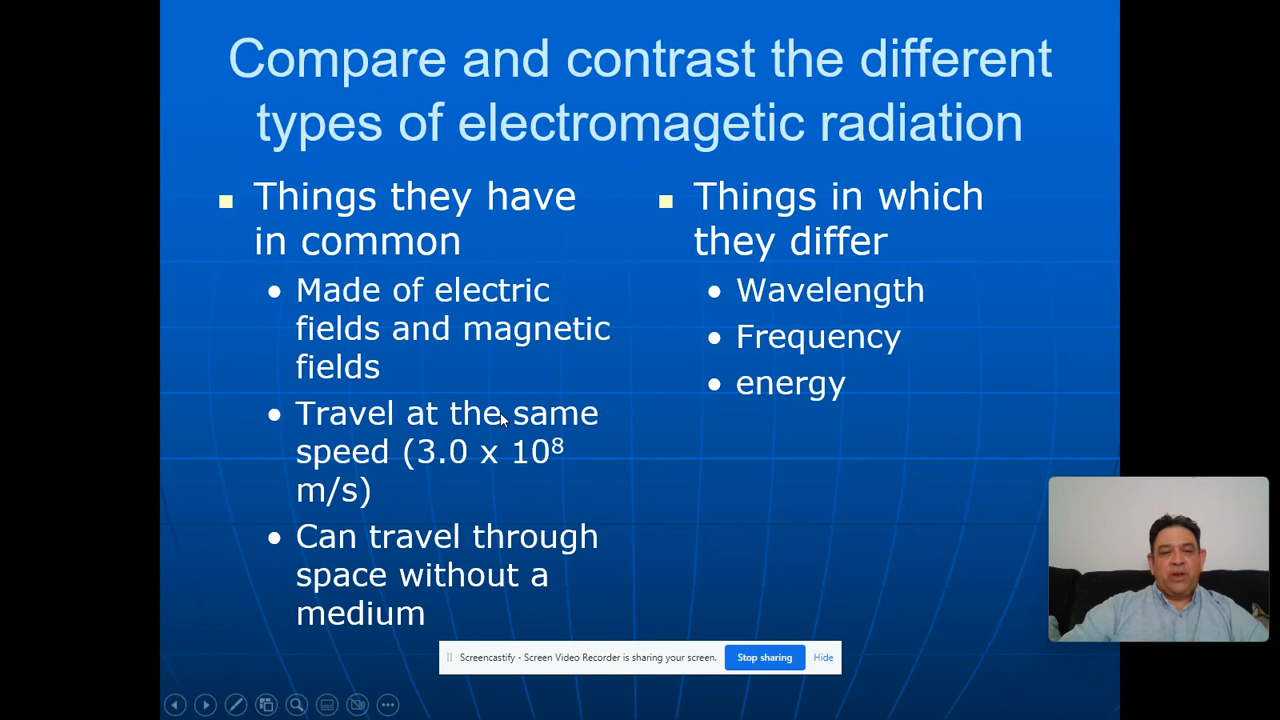 Compare and contrast the different
types of electromagetic radiation
Things they have
in common
Made of electric
fields and magnetic
fields
Travel at the same
speed (3.0 x 10⁸
m/s)
Can travel through
space without a
medium
Things in which
they differ
Wavelength
Frequency
energy
Screencastify - Screen Video Recorder is sharing your screen.
Stop sharing
Hide